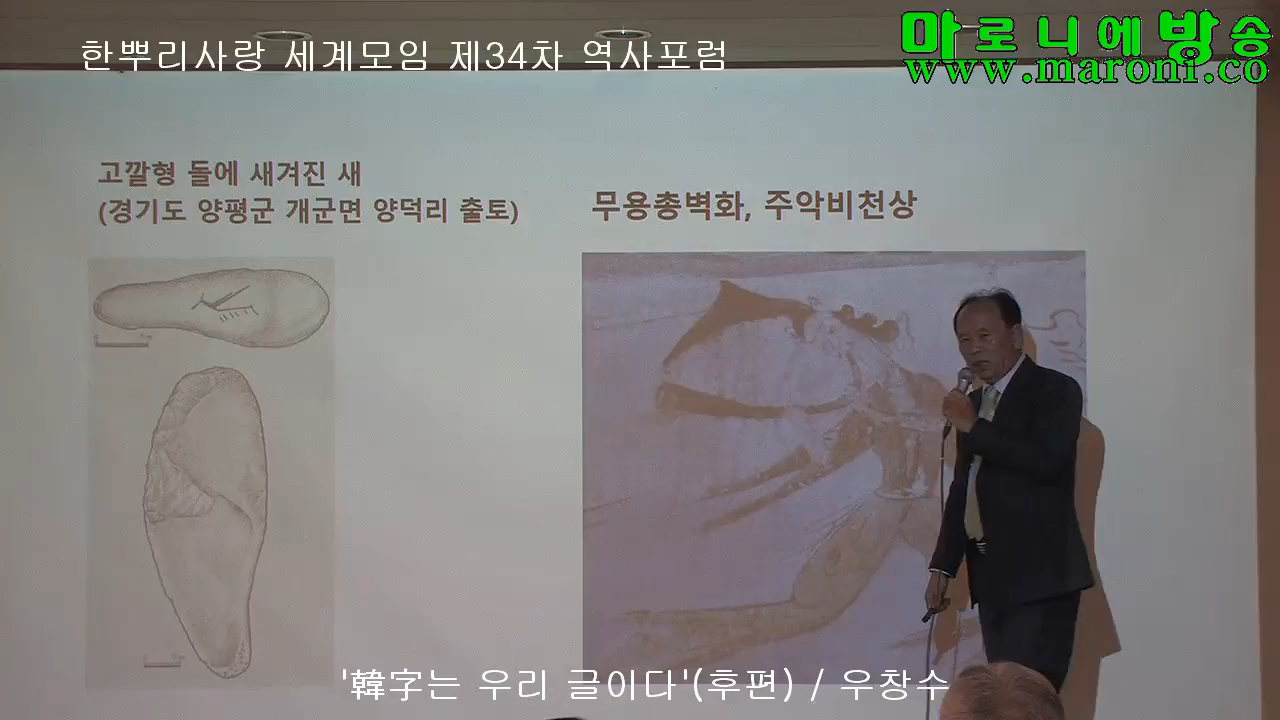 한뿌리사랑 세계모임 제34차 역사포럼
마로니에방송
www.maroni.co
고깔형 돌에 새겨진 새
(경기도 양평군 개군면 양덕리 출토)
무용총벽화, 주악비천상
'韓字는 우리 글이다'(후편) / 우창수